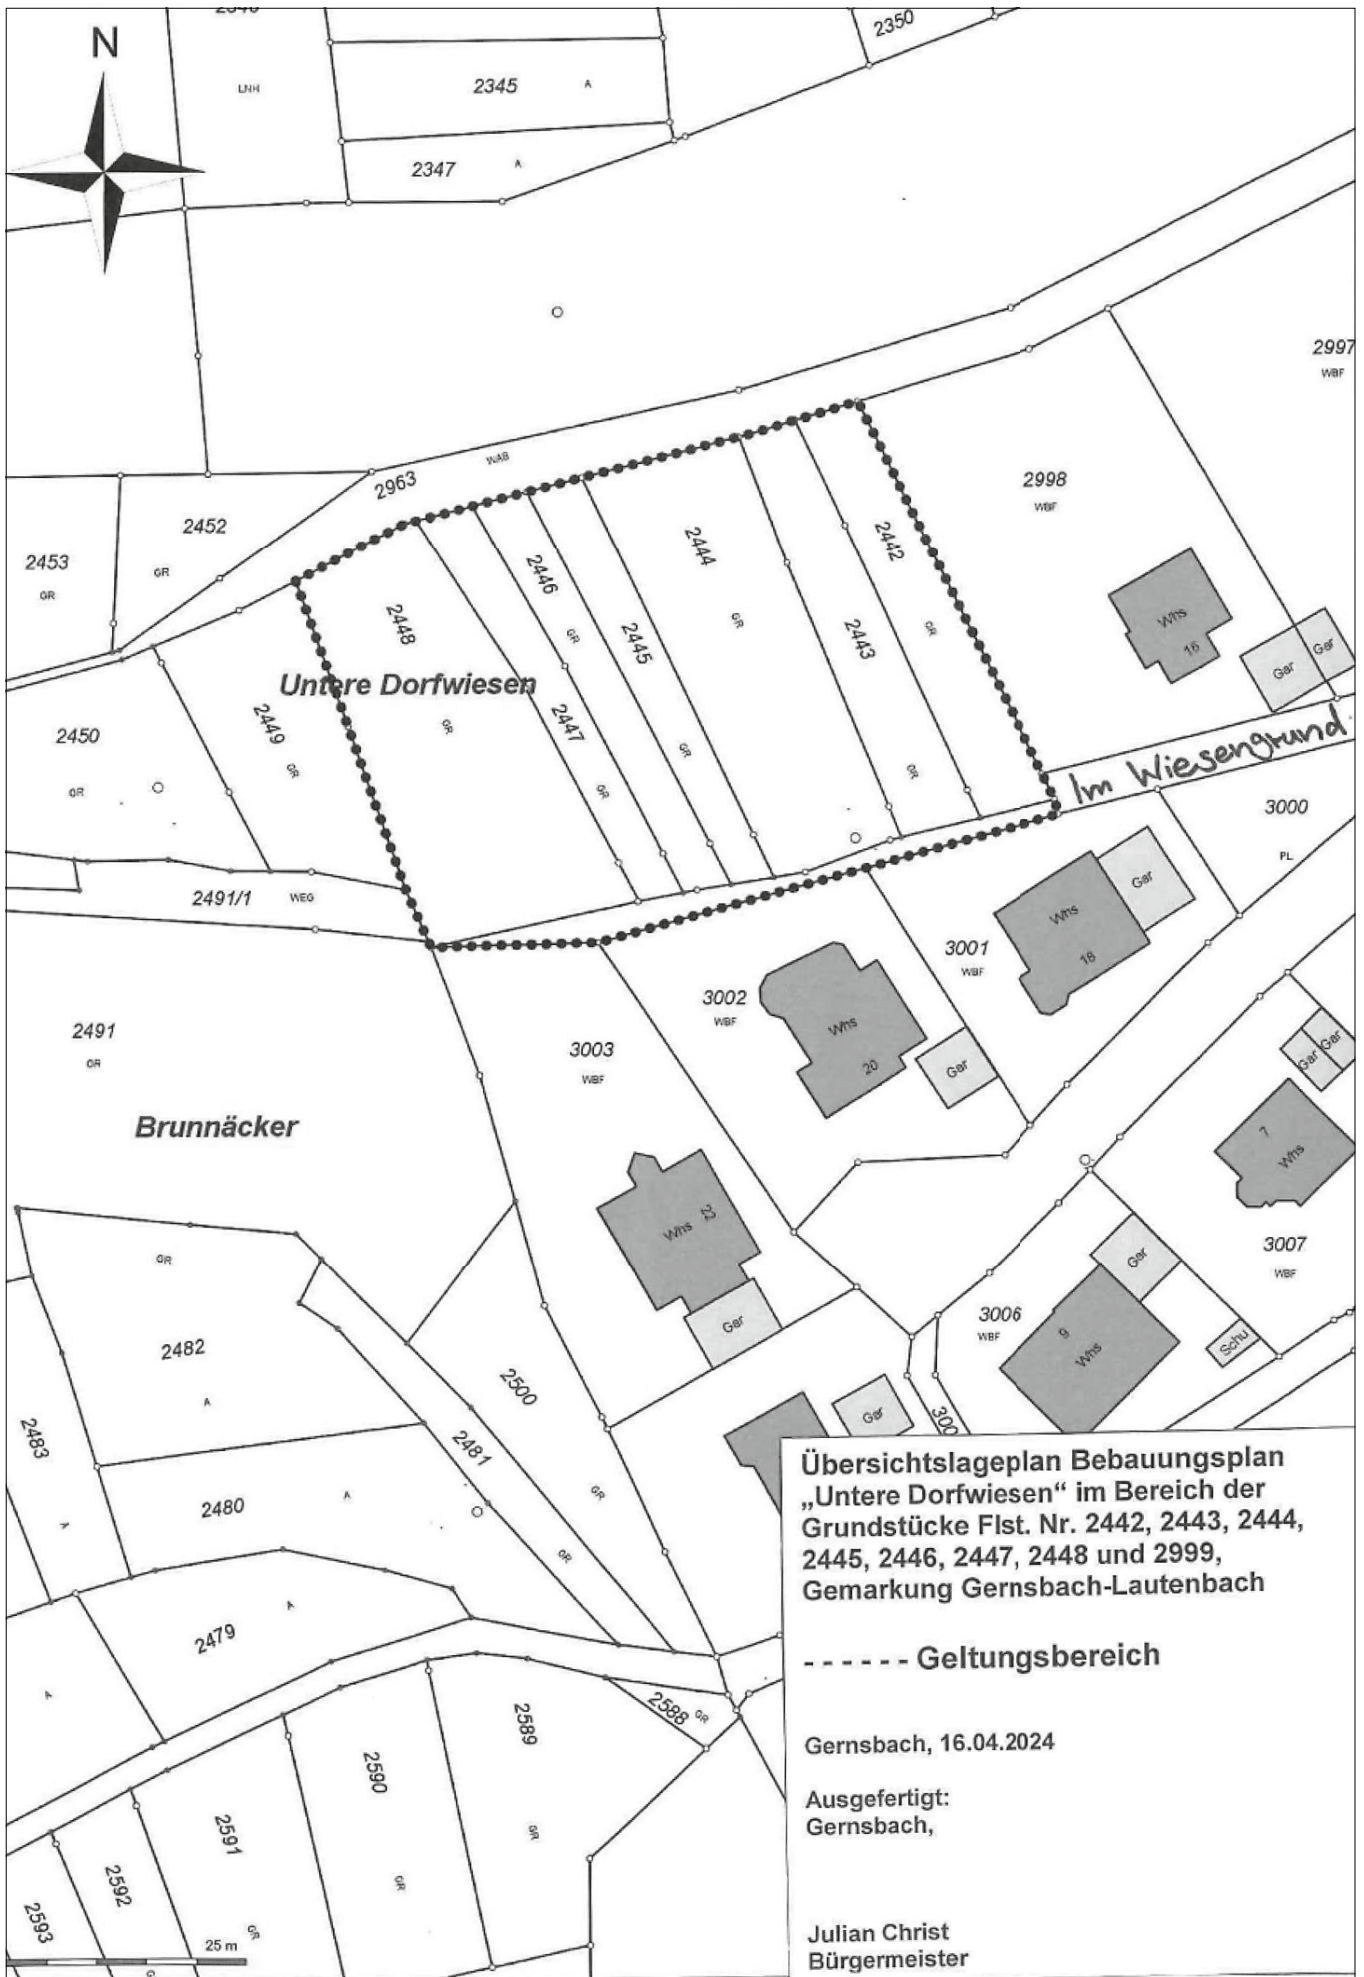 N
2350
LNH
2345 A
2347 A
2997
WBF
2963
WAB
2998
WBF
2452
GR
2453
GR
2442
GR
2444
GR
2446
GR
2448
GR
2445
GR
2443
GR
Whs
16
Gar
Gar
Untere Dorfwiesen
2447
GR
2449
GR
2450
GR
Im Wiesengrund
3000
PL
2491/1 WEG
Gar
Whs
18
3001
WBF
3002
WBF
Whs
20
Gar
2491
GR
3003
WBF
Gar
Gar
Brunnäcker
7
Whs
Whs
Gar
GR
Gar
3007
WBF
3006
WBF
9
Whs
Schu
2482
A
2500
GR
Gar
300
2483
A
2481
GR
2480 A
2479
A
A
2588
GR
2589
GR
2590
GR
2591
GR
2592
2593
25 m
Übersichtslageplan Bebauungsplan
„Untere Dorfwiesen“ im Bereich der
Grundstücke Flst. Nr. 2442, 2443, 2444,
2445, 2446, 2447, 2448 und 2999,
Gemarkung Gernsbach-Lautenbach
- - - - - - Geltungsbereich
Gernsbach, 16.04.2024
Ausgefertigt:
Gernsbach,
Julian Christ
Bürgermeister